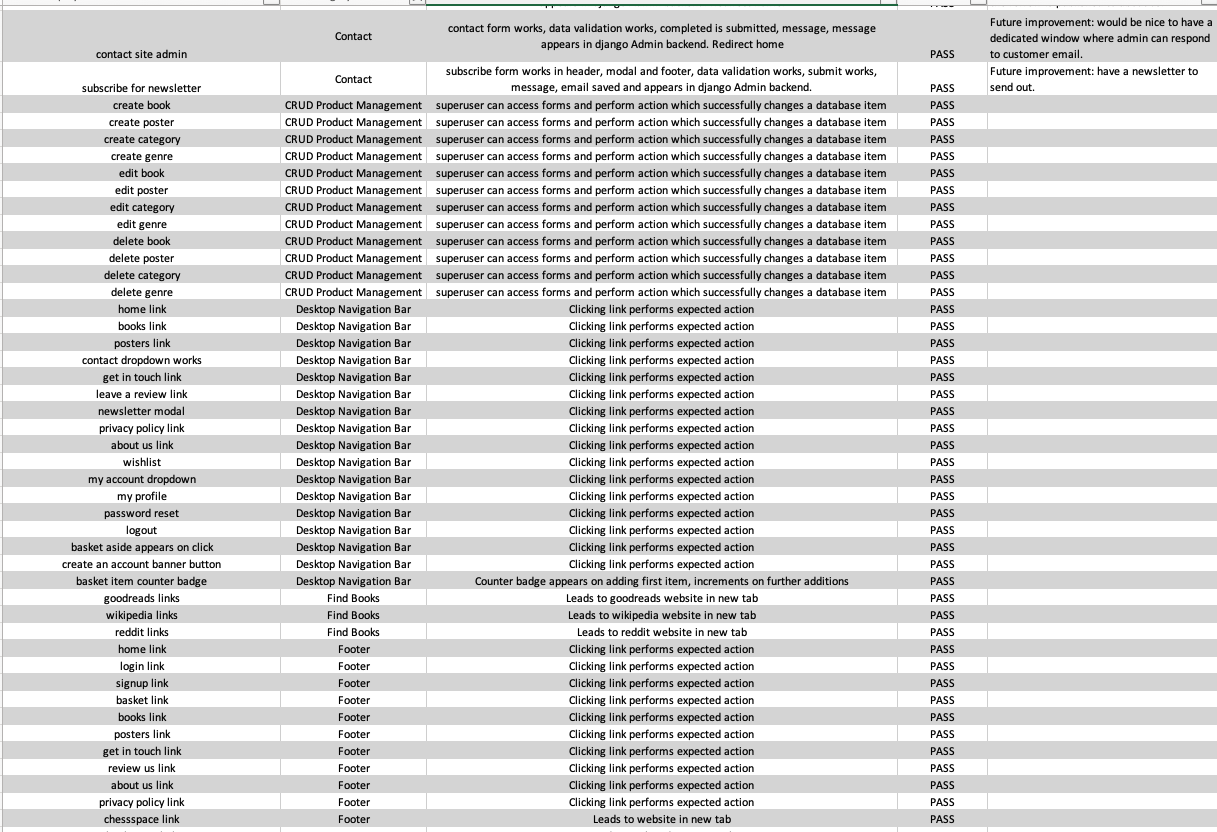 contact form works, data validation works, completed is submitted, message, message
Future improvement: would be nice to have a
Contact
dedicated window where admin can respond
appears in django Admin backend. Redirect home
contact site admin PASS to customer email.
subscribe form works in header, modal and footer, data validation works, submit works,
Future improvement: have a newsletter to
Contact
subscribe for newsletter message, email saved and appears in django Admin backend. PASS send out.
create book CRUD Product Management superuser can access forms and perform action which successfully changes a database item PASS
create poster CRUD Product Management superuser can access forms and perform action which successfully changes a database item PASS
create category CRUD Product Management superuser can access forms and perform action which successfully changes a database item PASS
create genre CRUD Product Management superuser can access forms and perform action which successfully changes a database item PASS
edit book CRUD Product Management superuser can access forms and perform action which successfully changes a database item PASS
edit poster CRUD Product Management superuser can access forms and perform action which successfully changes a database item PASS
edit category CRUD Product Management superuser can access forms and perform action which successfully changes a database item PASS
edit genre CRUD Product Management superuser can access forms and perform action which successfully changes a database item PASS
delete book CRUD Product Management superuser can access forms and perform action which successfully changes a database item PASS
delete poster CRUD Product Management superuser can access forms and perform action which successfully changes a database item PASS
delete category CRUD Product Management superuser can access forms and perform action which successfully changes a database item PASS
delete genre CRUD Product Management superuser can access forms and perform action which successfully changes a database item PASS
home link Desktop Navigation Bar Clicking link performs expected action PASS
books link Desktop Navigation Bar Clicking link performs expected action PASS
posters link Desktop Navigation Bar Clicking link performs expected action PASS
contact dropdown works Desktop Navigation Bar Clicking link performs expected action PASS
get in touch link Desktop Navigation Bar Clicking link performs expected action PASS
leave a review link Desktop Navigation Bar Clicking link performs expected action PASS
newsletter modal Desktop Navigation Bar Clicking link performs expected action PASS
privacy policy link Desktop Navigation Bar Clicking link performs expected action PASS
about us link Desktop Navigation Bar Clicking link performs expected action PASS
wishlist Desktop Navigation Bar Clicking link performs expected action PASS
my account dropdown Desktop Navigation Bar Clicking link performs expected action PASS
my profile Desktop Navigation Bar Clicking link performs expected action PASS
password reset Desktop Navigation Bar Clicking link performs expected action PASS
logout Desktop Navigation Bar Clicking link performs expected action PASS
basket aside appears on click Desktop Navigation Bar Clicking link performs expected action PASS
create an account banner button Desktop Navigation Bar Clicking link performs expected action PASS
basket item counter badge Desktop Navigation Bar Counter badge appears on adding first item, increments on further additions PASS
goodreads links Find Books Leads to goodreads website in new tab PASS
wikipedia links Find Books Leads to wikipedia website in new tab PASS
reddit links Find Books Leads to reddit website in new tab PASS
home link Footer Clicking link performs expected action PASS
login link Footer Clicking link performs expected action PASS
signup link Footer Clicking link performs expected action PASS
basket link Footer Clicking link performs expected action PASS
books link Footer Clicking link performs expected action PASS
posters link Footer Clicking link performs expected action PASS
get in touch link Footer Clicking link performs expected action PASS
review us link Footer Clicking link performs expected action PASS
about us link Footer Clicking link performs expected action PASS
privacy policy link Footer Clicking link performs expected action PASS
chessspace link Footer Leads to website in new tab PASS